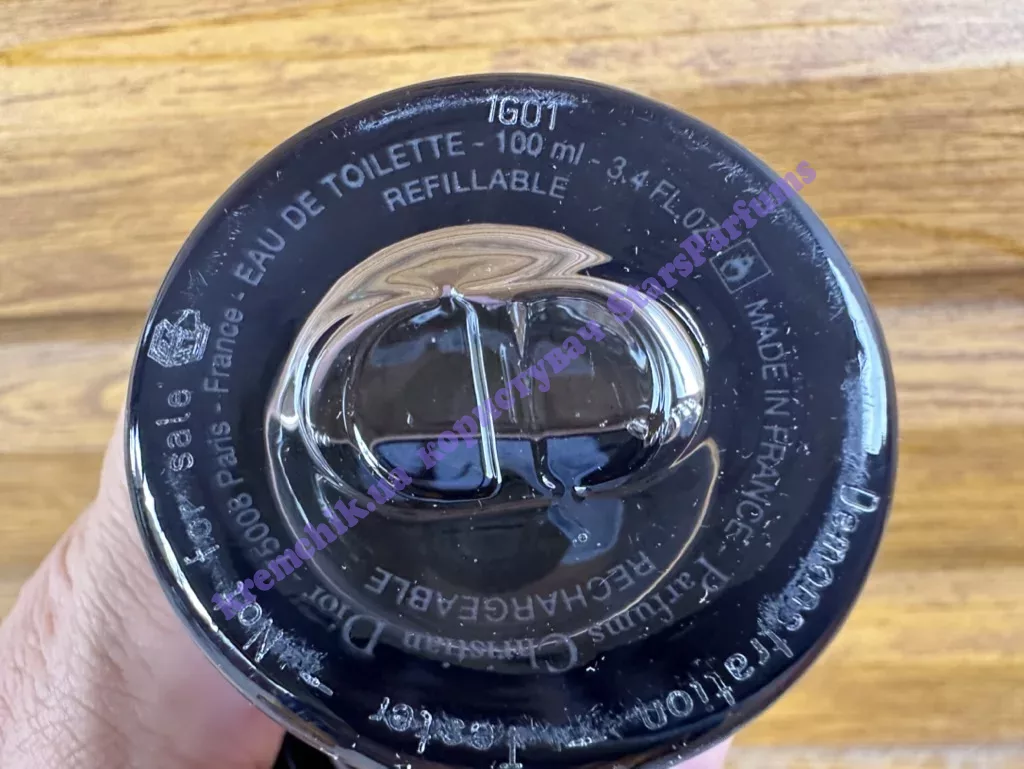 1G01
EAU DE TOILETTE - 100 ml - 3.4 FL.OZ
REFILLABLE
MADE IN FRANCE
Parfums Christian Dior
75008 Paris - France
RECHARGEABLE
Demonstration
Tester
Not for sale
kremchik.ua користувач StarsParfums